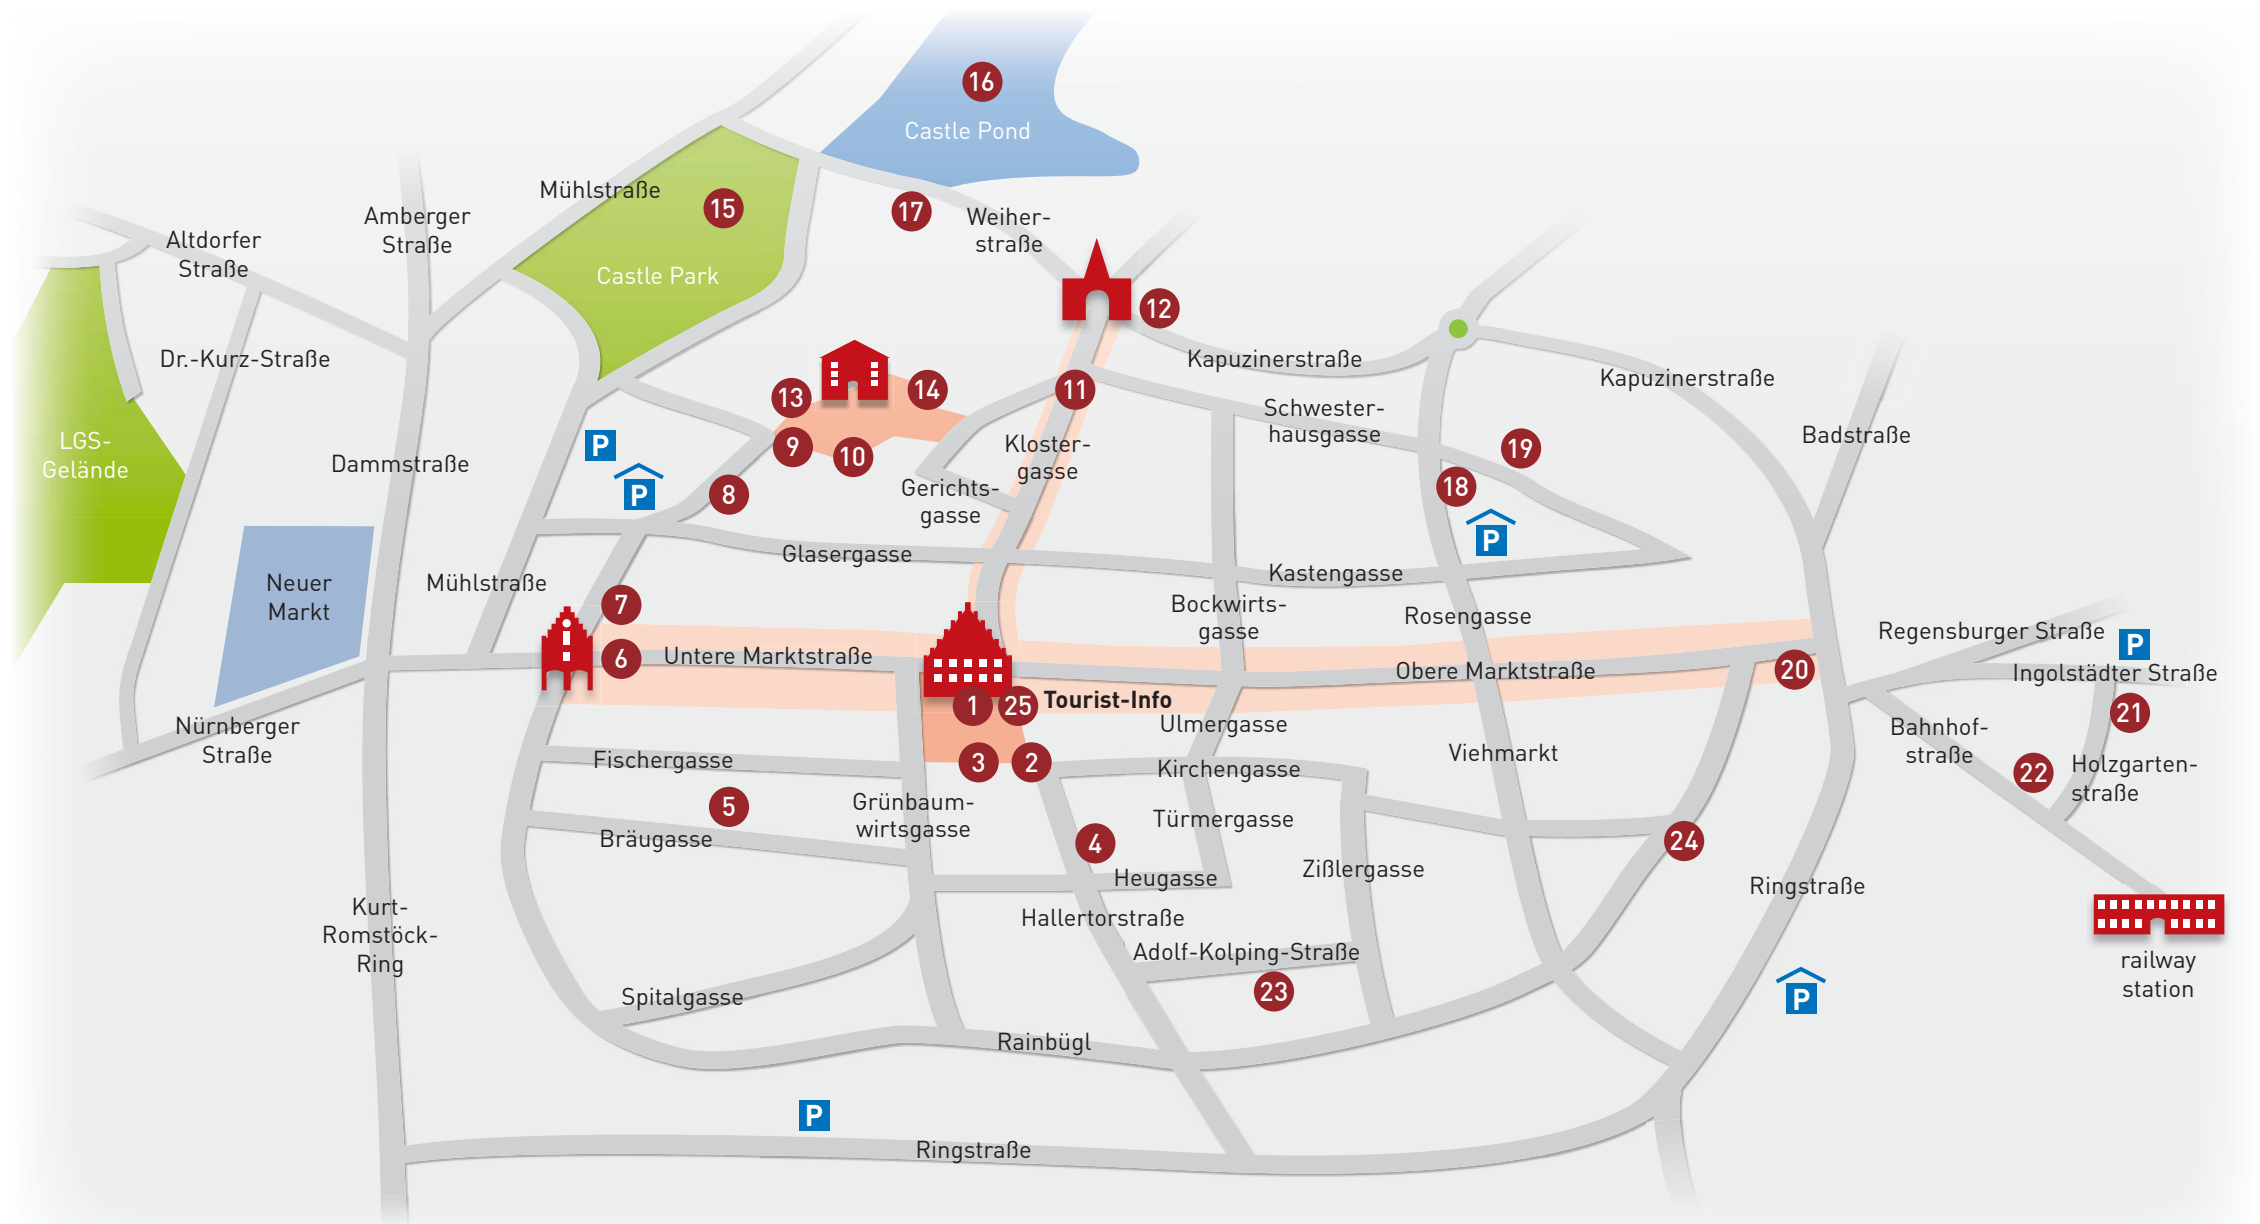 16
Castle Pond
Mühlstraße
15
17
Weiher-
straße
Amberger
Straße
Altdorfer
Straße
Castle Park
12
Dr.-Kurz-Straße
Kapuzinerstraße
Kapuzinerstraße
13
14
11
Schwester-
hausgasse
Badstraße
LGS-
Gelände
P
9
10
Kloster-
gasse
19
Dammstraße
P
8
Gerichts-
gasse
18
P
Glasergasse
Kastengasse
Neuer
Markt
Mühlstraße
7
Bockwirts-
gasse
Rosengasse
Regensburger Straße
P
6
Untere Marktstraße
Obere Marktstraße
20
Ingolstädter Straße
1
25
Tourist-Info
21
Nürnberger
Straße
Ulmergasse
Bahnhof-
straße
Fischergasse
3
2
Kirchengasse
Viehmarkt
22
Holzgarten-
straße
5
Grünbaum-
wirtsgasse
Türmergasse
Bräugasse
4
24
Heugasse
Zißlergasse
Ringstraße
Kurt-
Romstöck-
Ring
Hallertorstraße
Adolf-Kolping-Straße
railway
station
Spitalgasse
23
P
Rainbügl
P
Ringstraße